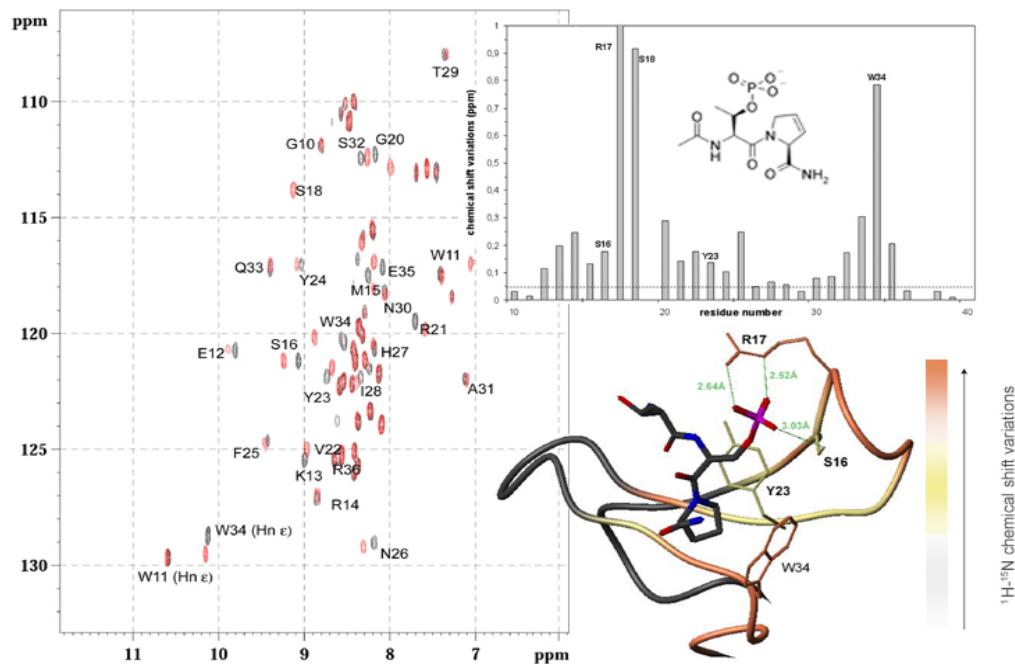 ppm
110
115
120
125
130
11
10
9
8
7
ppm
T29
G10
S32
G20
S18
W11
Q33
Y24
E35
M15
N30
W34
R21
S16
E12
H27
Y23
I28
A31
F25
V22
K13
R36
R14
W34 (Hn ε)
N26
W11 (Hn ε)
chemical shift variations (ppm)
1
0,9
0,8
0,7
0,6
0,5
0,4
0,3
0,2
0,1
0
10
20
30
40
residue number
R17
S18
W34
S16
Y23
O
P
O
O
O
O
N
O
N
H
O
O
NH₂
R17
2.64Å
2.52Å
3.03Å
S16
Y23
W34
¹H-¹⁵N chemical shift variations